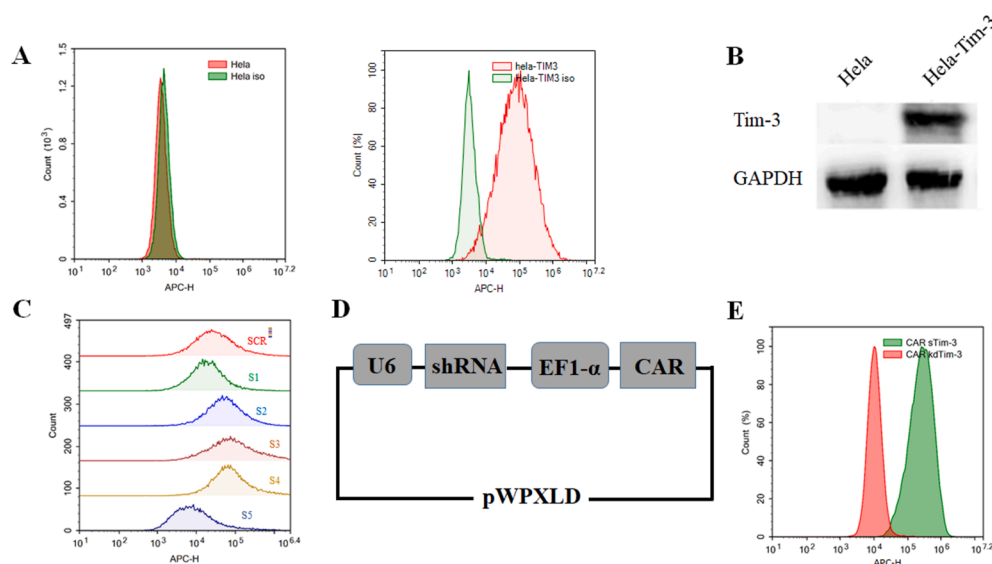 A
Hela
Hela iso
Count (10^3)
1.5
1.2
0.8
0.4
0
10^1 10^2 10^3 10^4 10^5 10^6 10^7.2
APC-H
hela-TIM3
Hela-TIM3 iso
Count [%]
100
80
60
40
20
0
10^1 10^2 10^3 10^4 10^5 10^6 10^7.2
APC-H
B
Hela
Hela-Tim-3
Tim-3
GAPDH
C
Count
497
400
300
200
100
0
SCR
S1
S2
S3
S4
S5
10^1 10^2 10^3 10^4 10^5 10^6.4
APC-H
D
U6 shRNA EF1-α CAR
pWPXLD
E
CAR sTim-3
CAR kdTim-3
Count (%)
100
80
60
40
20
0
10^1 10^2 10^3 10^4 10^5 10^6 10^7.2
APC-H